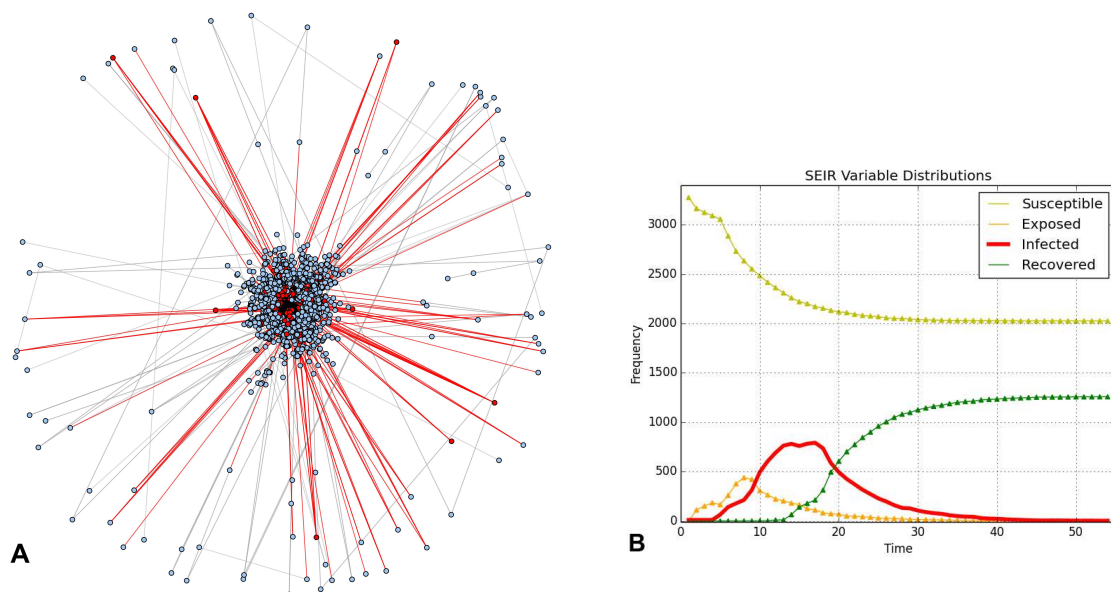 A
SEIR Variable Distributions
Susceptible
Exposed
Infected
Recovered
3000
2500
2000
1500
1000
500
0
Frequency
0 10 20 30 40 50
Time
B